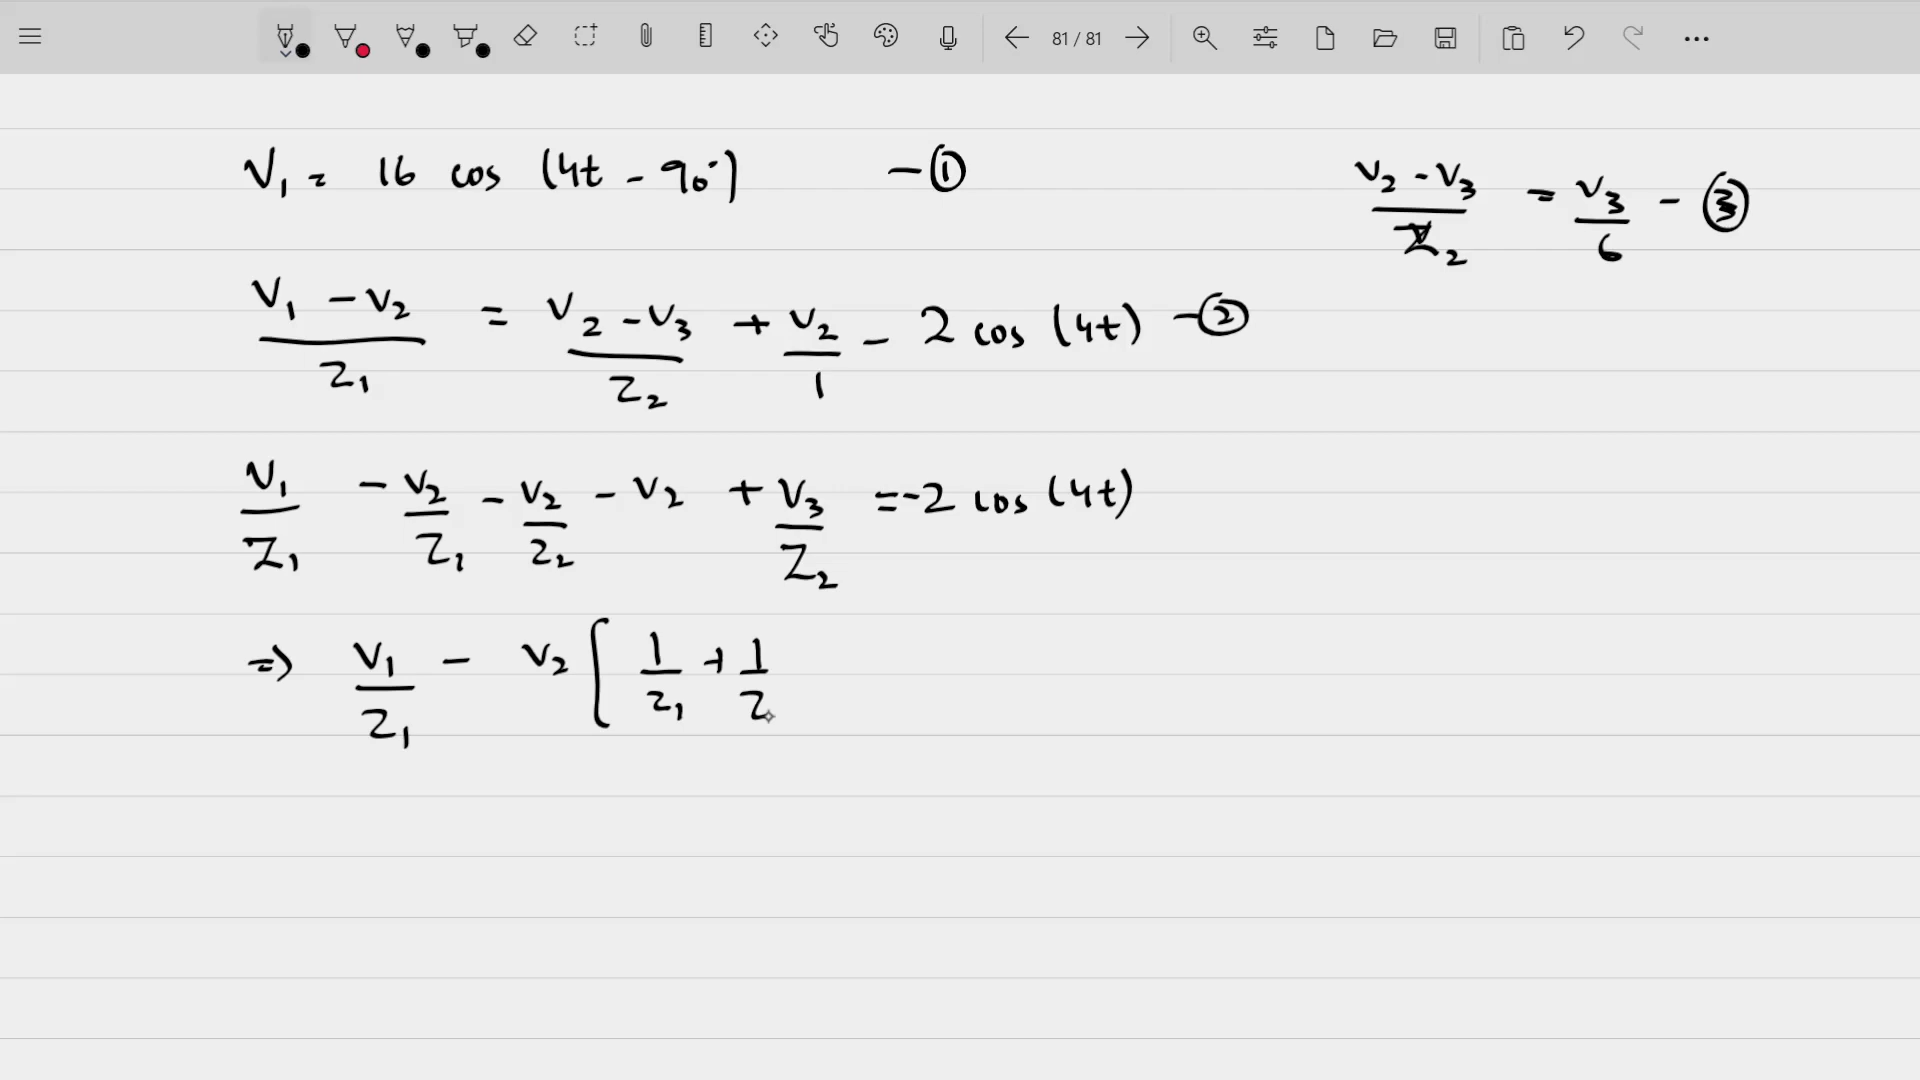 81 / 81
V₁ = 16 cos (4t - 90°) - ①
(V₂ - V₃)/Z₂ = V₃/6 - ③
(V₁ - V₂)/Z₁ = (V₂ - V₃)/Z₂ + V₂/1 - 2 cos (4t) - ②
V₁/Z₁ - V₂/Z₁ - V₂/Z₂ - V₂ + V₃/Z₂ = -2 cos (4t)
⇒ V₁/Z₁ - V₂ [ 1/Z₁ + 1/Z